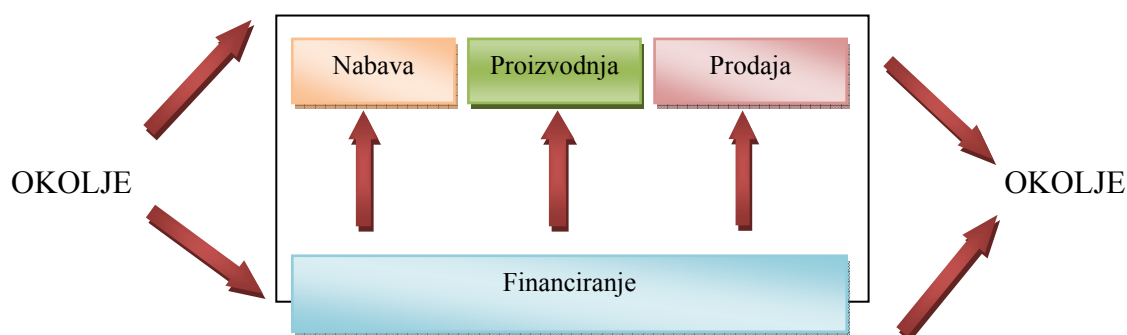 Nabava
Proizvodnja
Prodaja
OKOLJE
OKOLJE
Financiranje